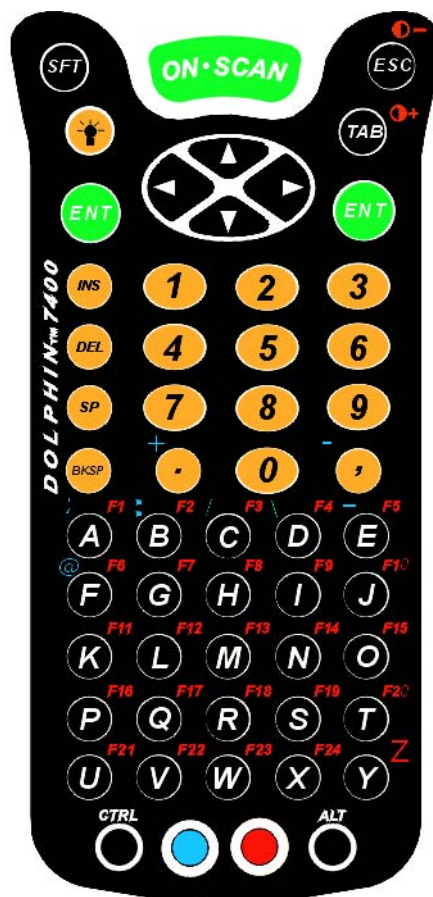 SFT ON•SCAN ESC
TAB
ENT ENT
DOLPHIN™ 7400
INS 1 2 3
DEL 4 5 6
SP 7 8 9
+ -
BKSP . 0 ,
F1 F2 F3 F4 F5
A B C D E
@ F6 F7 F8 F9 F10
F G H I J
F11 F12 F13 F14 F15
K L M N O
F16 F17 F18 F19 F20
P Q R S T
F21 F22 F23 F24 Z
U V W X Y
CTRL ALT